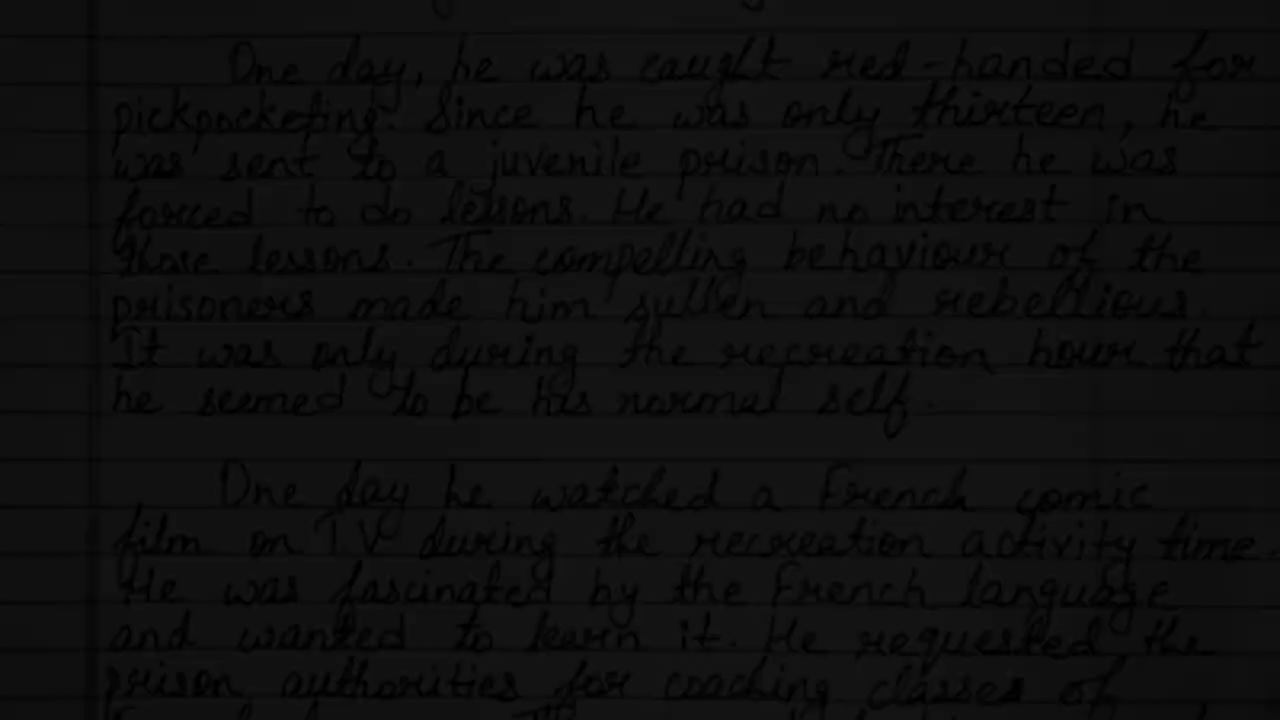 One day, he was caught red-handed for
pickpocketing. Since he was only thirteen, he
was sent to a juvenile prison. There he was
forced to do lessons. He had no interest in
those lessons. The compelling behaviour of the
prisoners made him sullen and rebellious.
It was only during the recreation hour that
he seemed to be his normal self.
One day he watched a French comic
film on T.V during the recreation activity time.
He was fascinated by the French language
and wanted to learn it. He requested the
prison authorities for coaching classes of